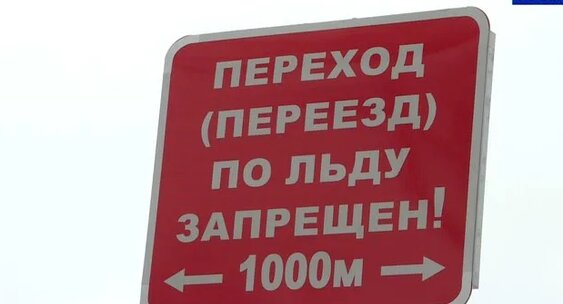 ПЕРЕХОД
(ПЕРЕЕЗД)
ПО ЛЬДУ
ЗАПРЕЩЕН!
← 1000м →